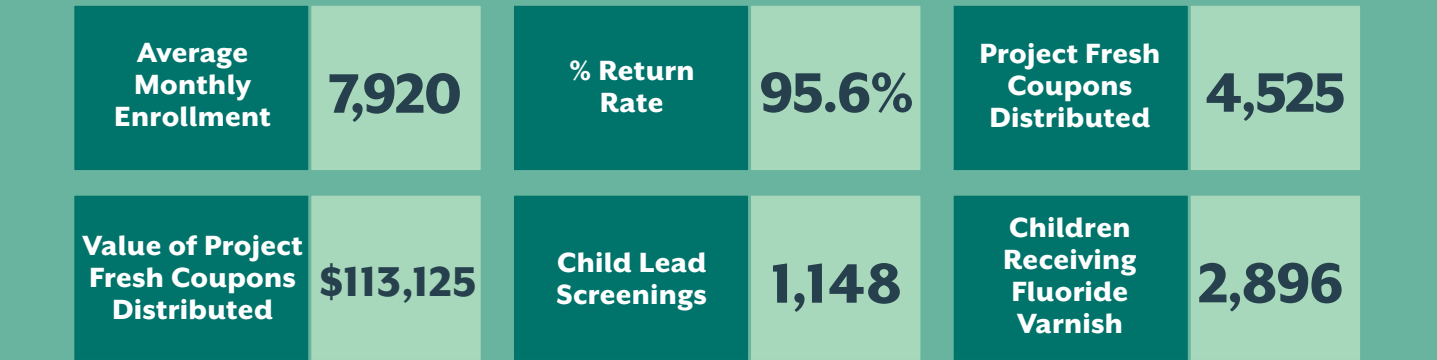 Average
Monthly
Enrollment
7,920
% Return
Rate
95.6%
Project Fresh
Coupons
Distributed
4,525
Value of Project
Fresh Coupons
Distributed
$113,125
Child Lead
Screenings
1,148
Children
Receiving
Fluoride
Varnish
2,896